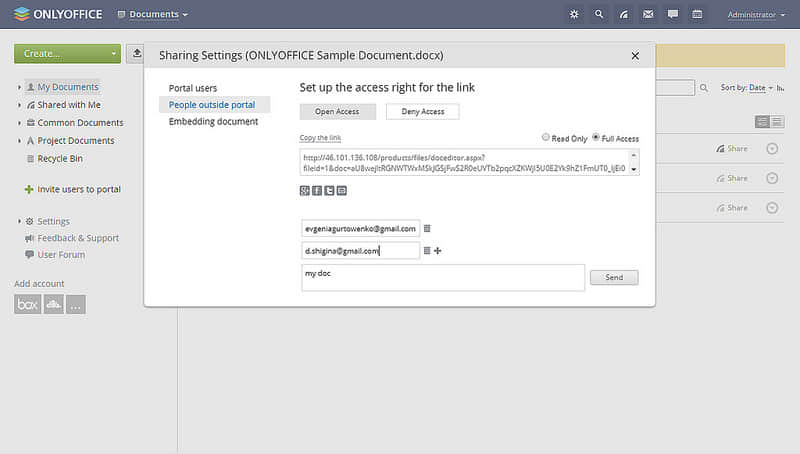 ONLYOFFICE
Documents
Administrator
Create...
My Documents
Shared with Me
Common Documents
Project Documents
Recycle Bin
Invite users to portal
Settings
Feedback & Support
User Forum
Add account
box
...
Sharing Settings (ONLYOFFICE Sample Document.docx)
Portal users
People outside portal
Embedding document
Set up the access right for the link
Open Access
Deny Access
Copy the link
Read Only
Full Access
http://46.101.136.108/products/files/doceditor.aspx?
evgeniagurtowenko@gmail.com
d.shigina@gmail.com
my doc
Send
Sort by: Date
Share
Share
Share